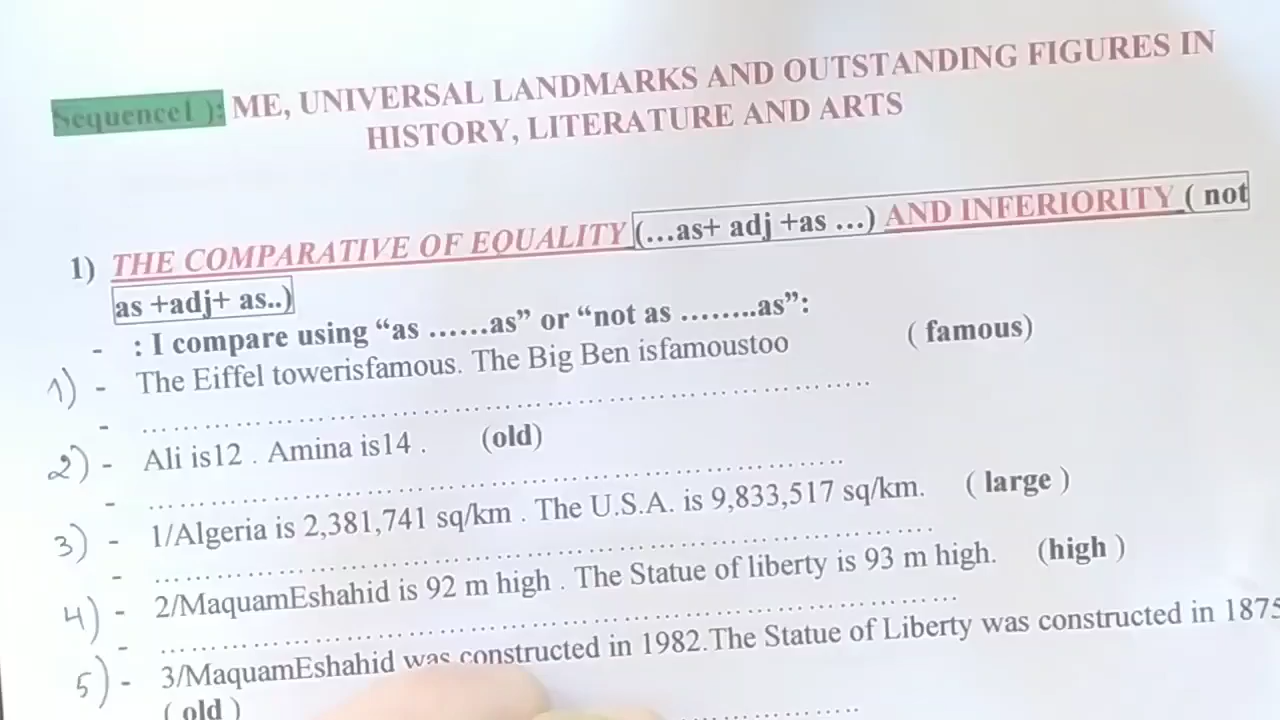 Sequence1 ): ME, UNIVERSAL LANDMARKS AND OUTSTANDING FIGURES IN
HISTORY, LITERATURE AND ARTS
1) THE COMPARATIVE OF EQUALITY (…as+ adj +as …) AND INFERIORITY ( not
as +adj+ as..)
- : I compare using “as ……as” or “not as ……..as”:
1) - The Eiffel towerisfamous. The Big Ben isfamoustoo ( famous)
- ………………………………………………………………..
2) - Ali is12 . Amina is14 . (old)
- ……………………………………………………………..
3) - 1/Algeria is 2,381,741 sq/km . The U.S.A. is 9,833,517 sq/km. ( large )
- ……………………………………………………………………..
4) - 2/MaquamEshahid is 92 m high . The Statue of liberty is 93 m high. (high )
- ………………………………………………………………………..
5) - 3/MaquamEshahid was constructed in 1982.The Statue of Liberty was constructed in 1875
( old )